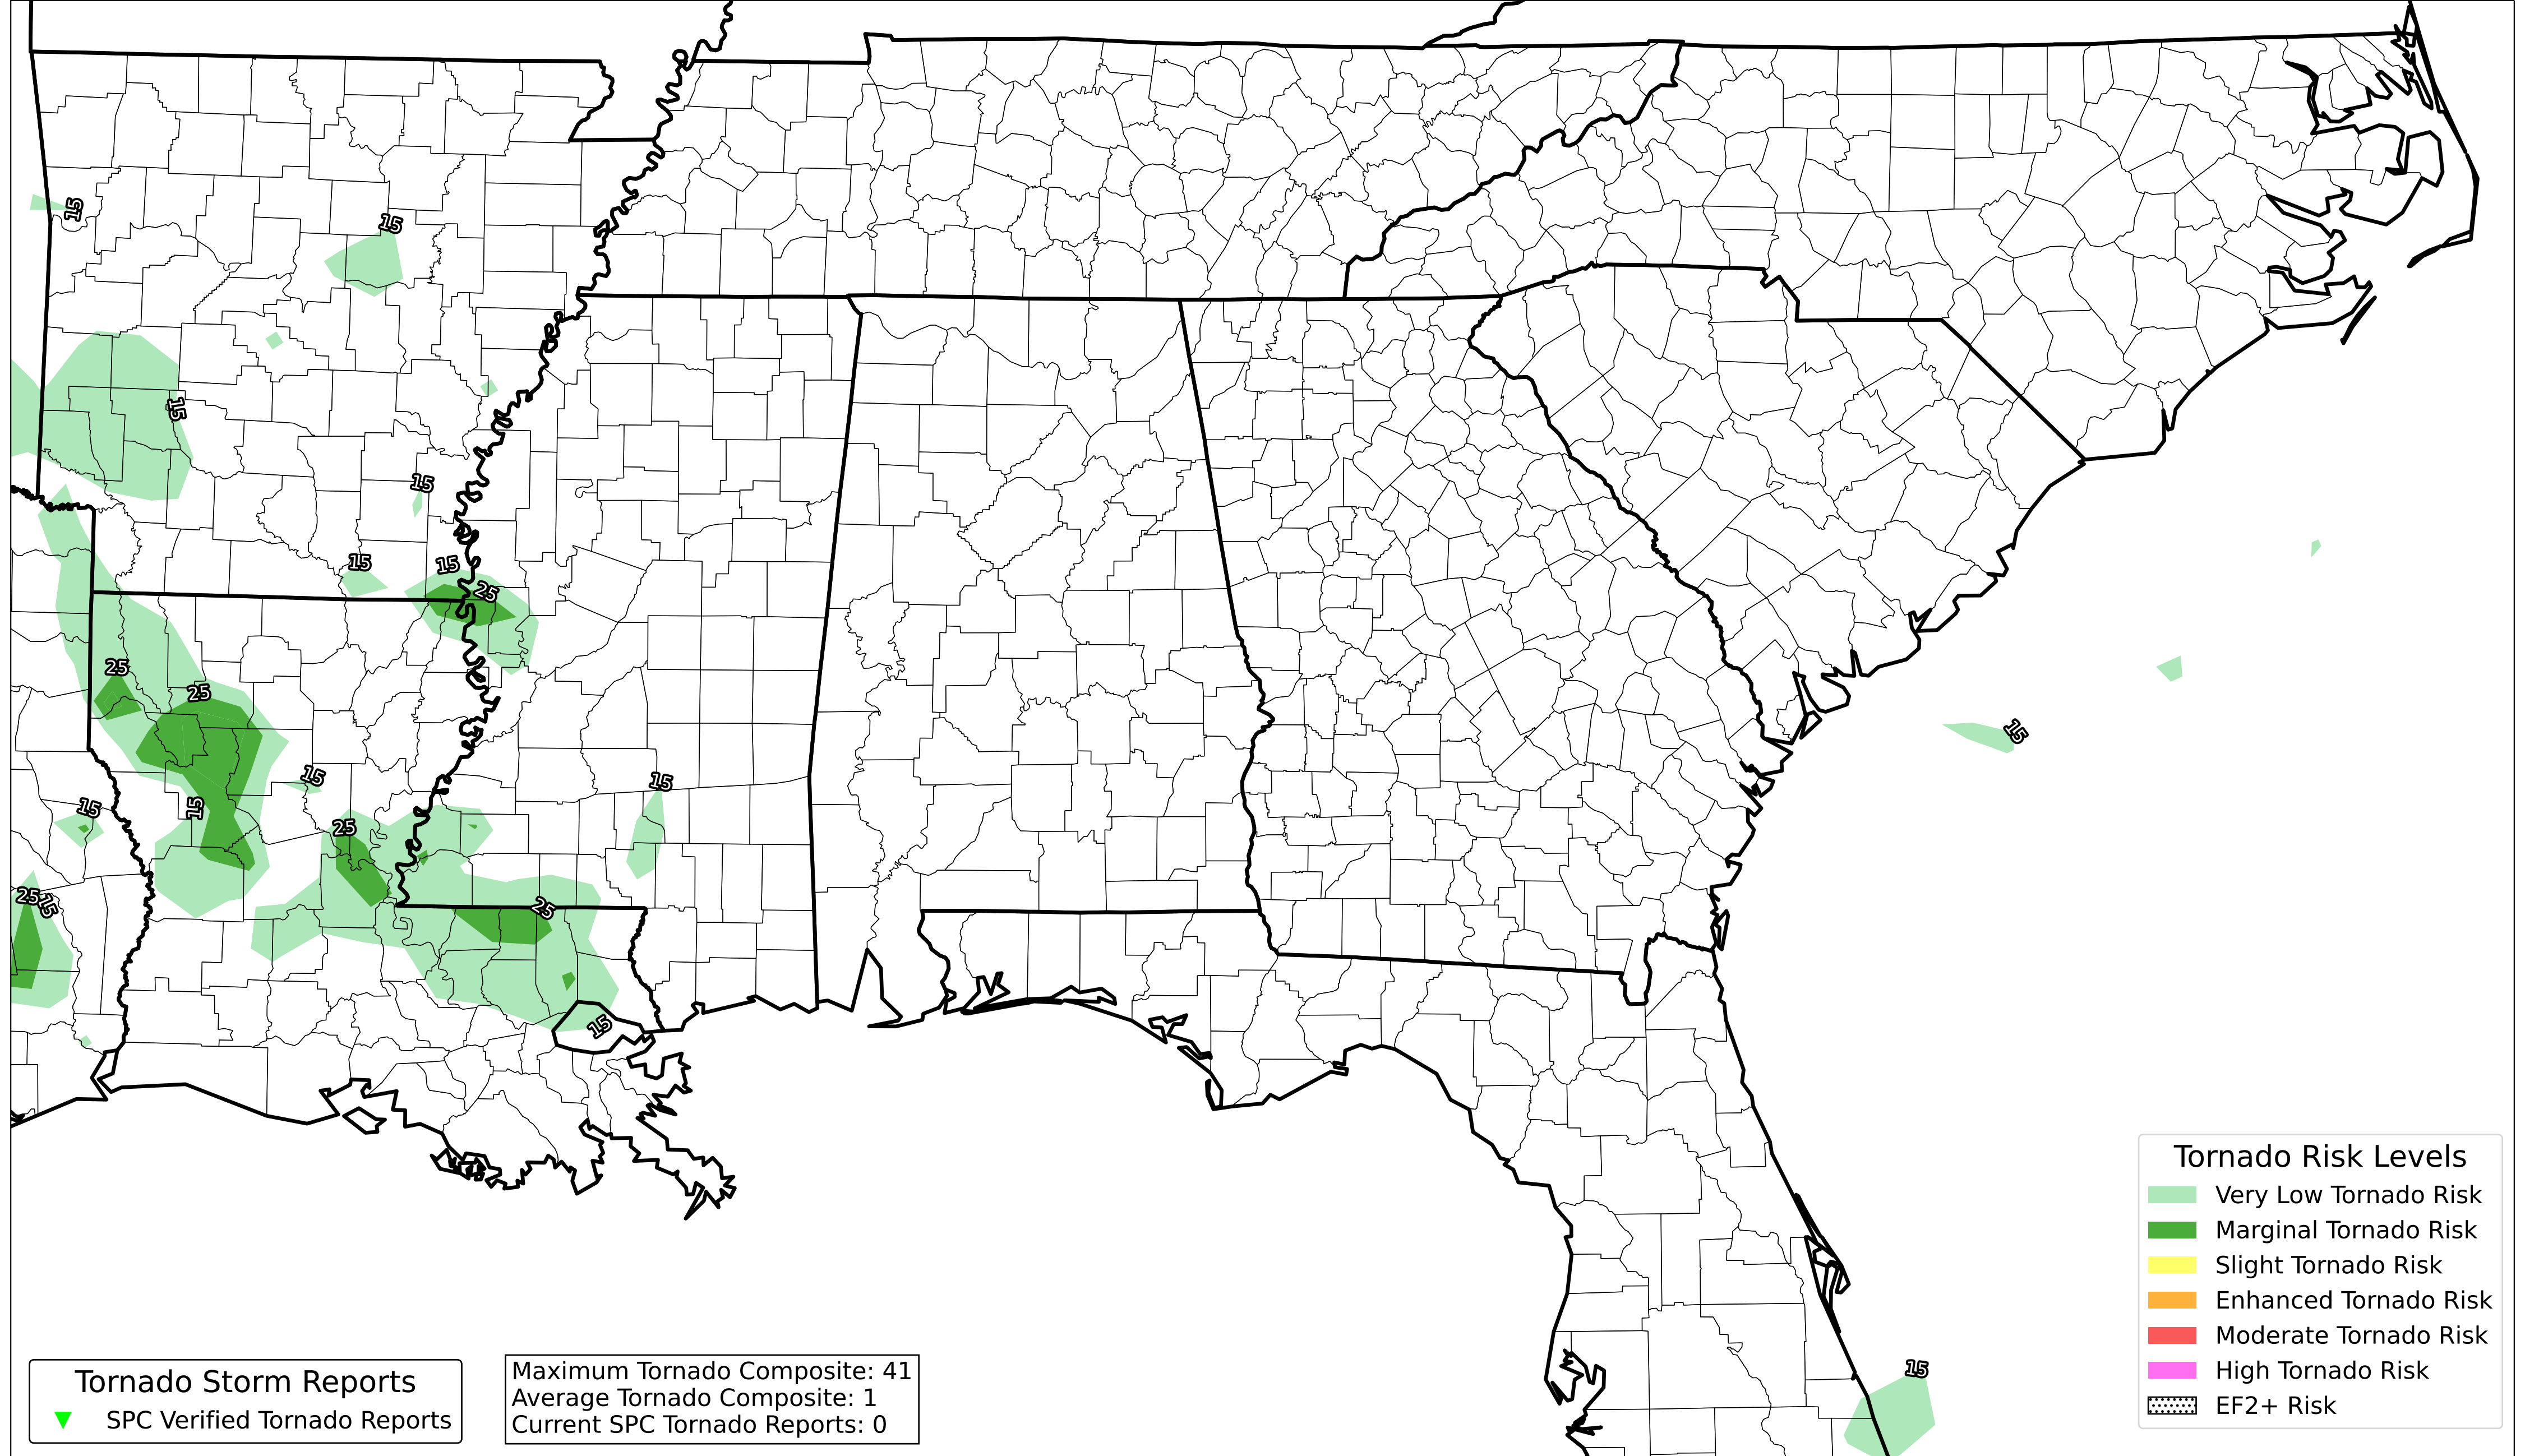 15
15
15
15
15
15
25
25
25
15
15
15
15
25
15
25
15
25
15
15
15
Tornado Risk Levels
Very Low Tornado Risk
Marginal Tornado Risk
Slight Tornado Risk
Enhanced Tornado Risk
Moderate Tornado Risk
High Tornado Risk
EF2+ Risk
Tornado Storm Reports
SPC Verified Tornado Reports
Maximum Tornado Composite: 41
Average Tornado Composite: 1
Current SPC Tornado Reports: 0